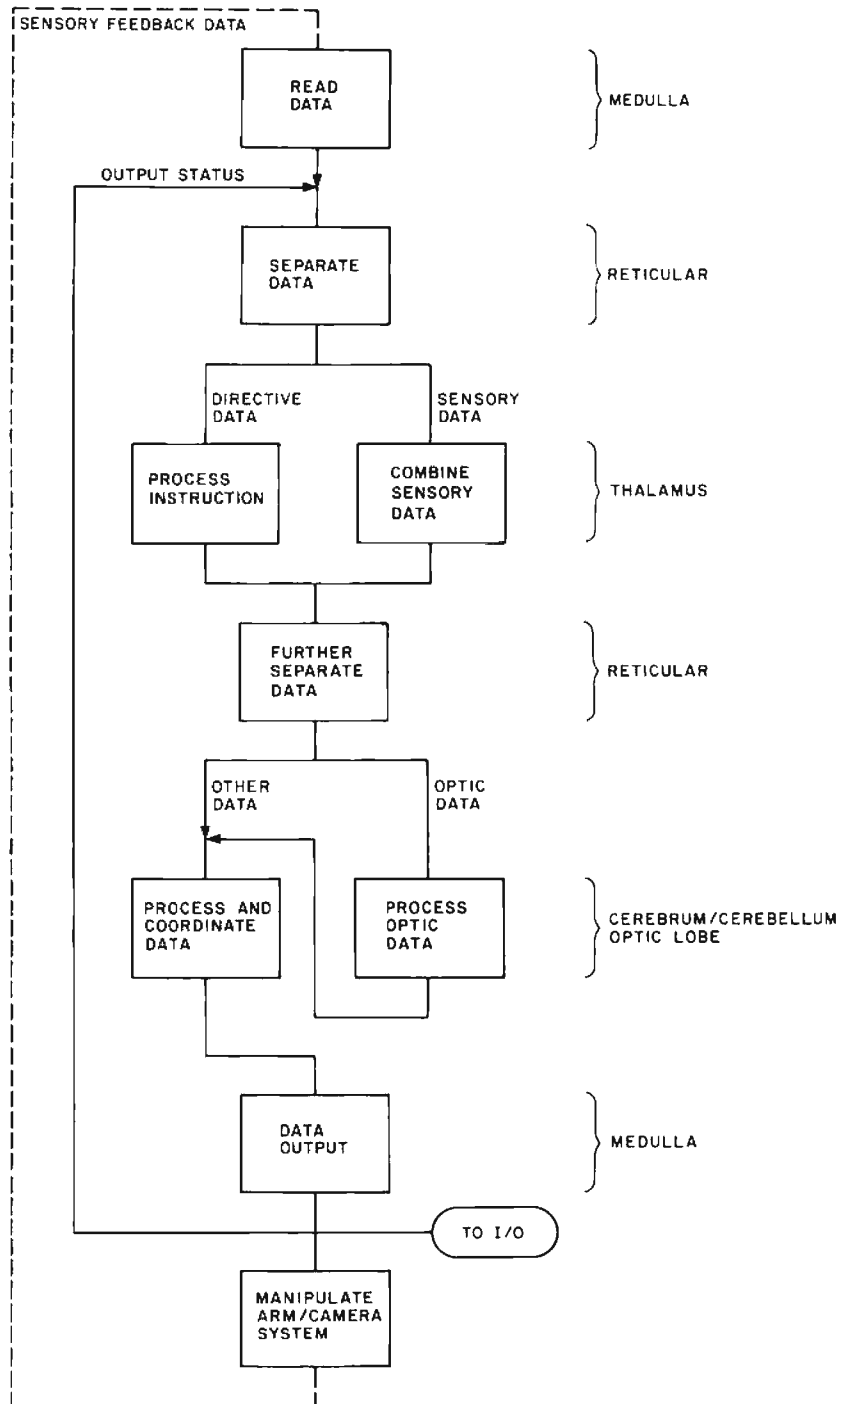 SENSORY FEEDBACK DATA
READ
DATA
MEDULLA
OUTPUT STATUS
SEPARATE
DATA
RETICULAR
DIRECTIVE
DATA
SENSORY
DATA
PROCESS
INSTRUCTION
COMBINE
SENSORY
DATA
THALAMUS
FURTHER
SEPARATE
DATA
RETICULAR
OTHER
DATA
OPTIC
DATA
PROCESS AND
COORDINATE
DATA
PROCESS
OPTIC
DATA
CEREBRUM/CEREBELLUM
OPTIC LOBE
DATA
OUTPUT
MEDULLA
TO I/O
MANIPULATE
ARM/CAMERA
SYSTEM